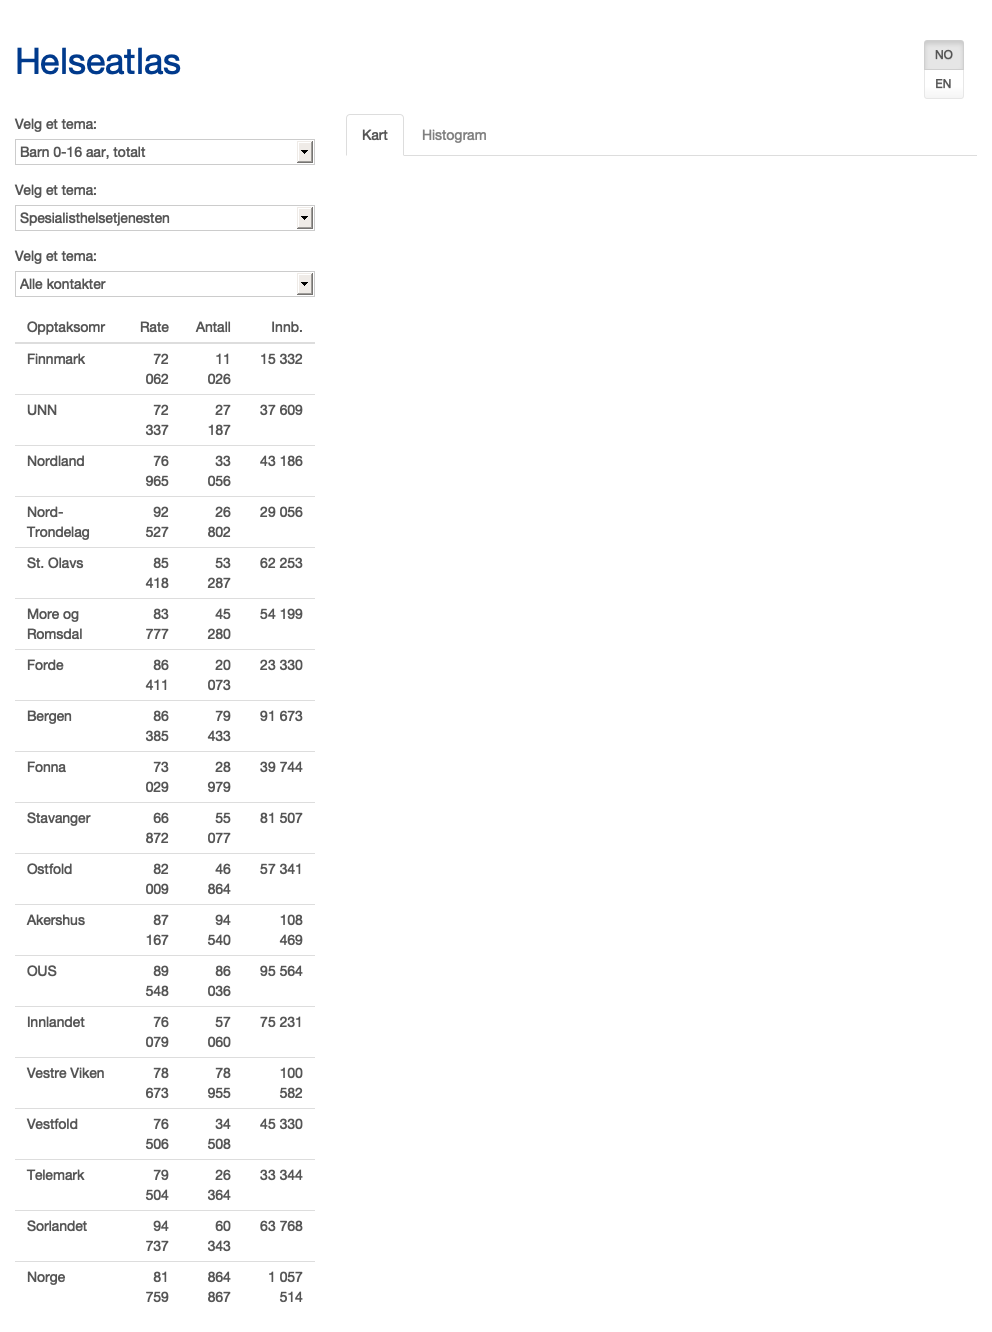 Helseatlas
NO
EN
Velg et tema:
Barn 0-16 aar, totalt
Velg et tema:
Spesialisthelsetjenesten
Velg et tema:
Alle kontakter
Kart Histogram
Opptaksomr Rate Antall Innb.
Finnmark 72 11 15 332
062 026
UNN 72 27 37 609
337 187
Nordland 76 33 43 186
965 056
Nord- 92 26 29 056
Trondelag 527 802
St. Olavs 85 53 62 253
418 287
More og 83 45 54 199
Romsdal 777 280
Forde 86 20 23 330
411 073
Bergen 86 79 91 673
385 433
Fonna 73 28 39 744
029 979
Stavanger 66 55 81 507
872 077
Ostfold 82 46 57 341
009 864
Akershus 87 94 108
167 540 469
OUS 89 86 95 564
548 036
Innlandet 76 57 75 231
079 060
Vestre Viken 78 78 100
673 955 582
Vestfold 76 34 45 330
506 508
Telemark 79 26 33 344
504 364
Sorlandet 94 60 63 768
737 343
Norge 81 864 1 057
759 867 514